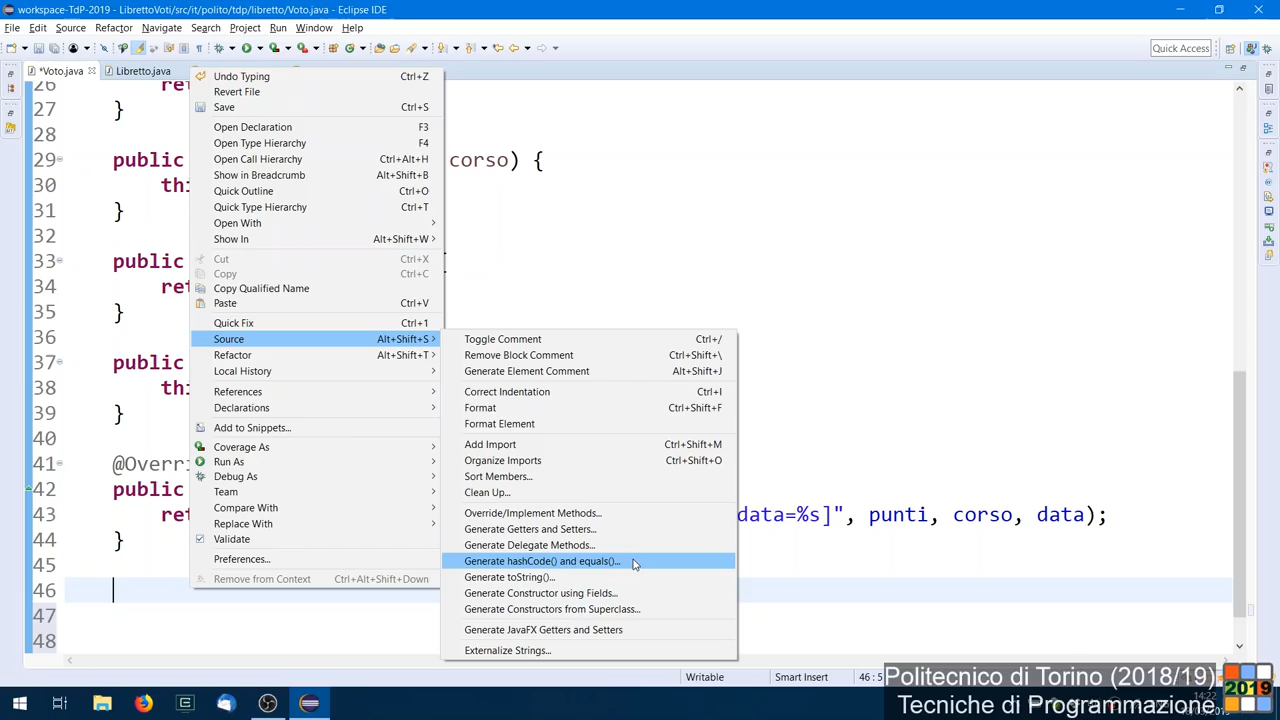 workspace-TdP-2019 - LibrettoVoti/src/it/polito/tdp/libretto/Voto.java - Eclipse IDE
File Edit Source Refactor Navigate Search Project Run Window Help
Quick Access
*Voto.java
Libretto.java
26
27 }
28
29 public corso) {
30 thi
31 }
32
33 public
34 ret
35 }
36
37 public
38 thi
39 }
40
41 @Overri
42 public
43 ret data=%s]", punti, corso, data);
44 }
45
46
47
48
Undo Typing Ctrl+Z
Revert File
Save Ctrl+S
Open Declaration F3
Open Type Hierarchy F4
Open Call Hierarchy Ctrl+Alt+H
Show in Breadcrumb Alt+Shift+B
Quick Outline Ctrl+O
Quick Type Hierarchy Ctrl+T
Open With
Show In Alt+Shift+W
Cut Ctrl+X
Copy Ctrl+C
Copy Qualified Name
Paste Ctrl+V
Quick Fix Ctrl+1
Source Alt+Shift+S
Refactor Alt+Shift+T
Local History
References
Declarations
Add to Snippets...
Coverage As
Run As
Debug As
Team
Compare With
Replace With
Validate
Preferences...
Remove from Context Ctrl+Alt+Shift+Down
Toggle Comment Ctrl+/
Remove Block Comment Ctrl+Shift+\
Generate Element Comment Alt+Shift+J
Correct Indentation Ctrl+I
Format Ctrl+Shift+F
Format Element
Add Import Ctrl+Shift+M
Organize Imports Ctrl+Shift+O
Sort Members...
Clean Up...
Override/Implement Methods...
Generate Getters and Setters...
Generate Delegate Methods...
Generate hashCode() and equals()...
Generate toString()...
Generate Constructor using Fields...
Generate Constructors from Superclass...
Generate JavaFX Getters and Setters
Externalize Strings...
Writable Smart Insert 46 : 5
Politecnico di Torino (2018/19)
Tecniche di Programmazione
2019
14:22